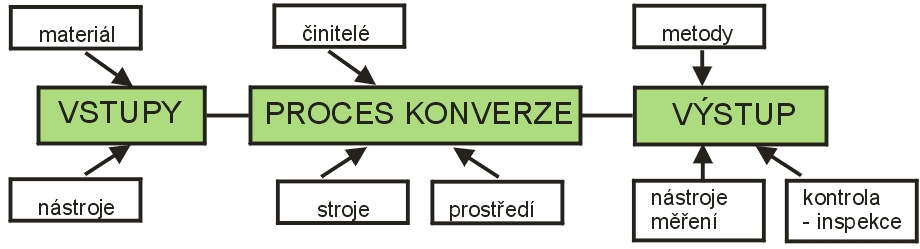 materiál
činitelé
metody
VSTUPY
PROCES KONVERZE
VÝSTUP
nástroje
stroje
prostředí
nástroje
měření
kontrola
- inspekce